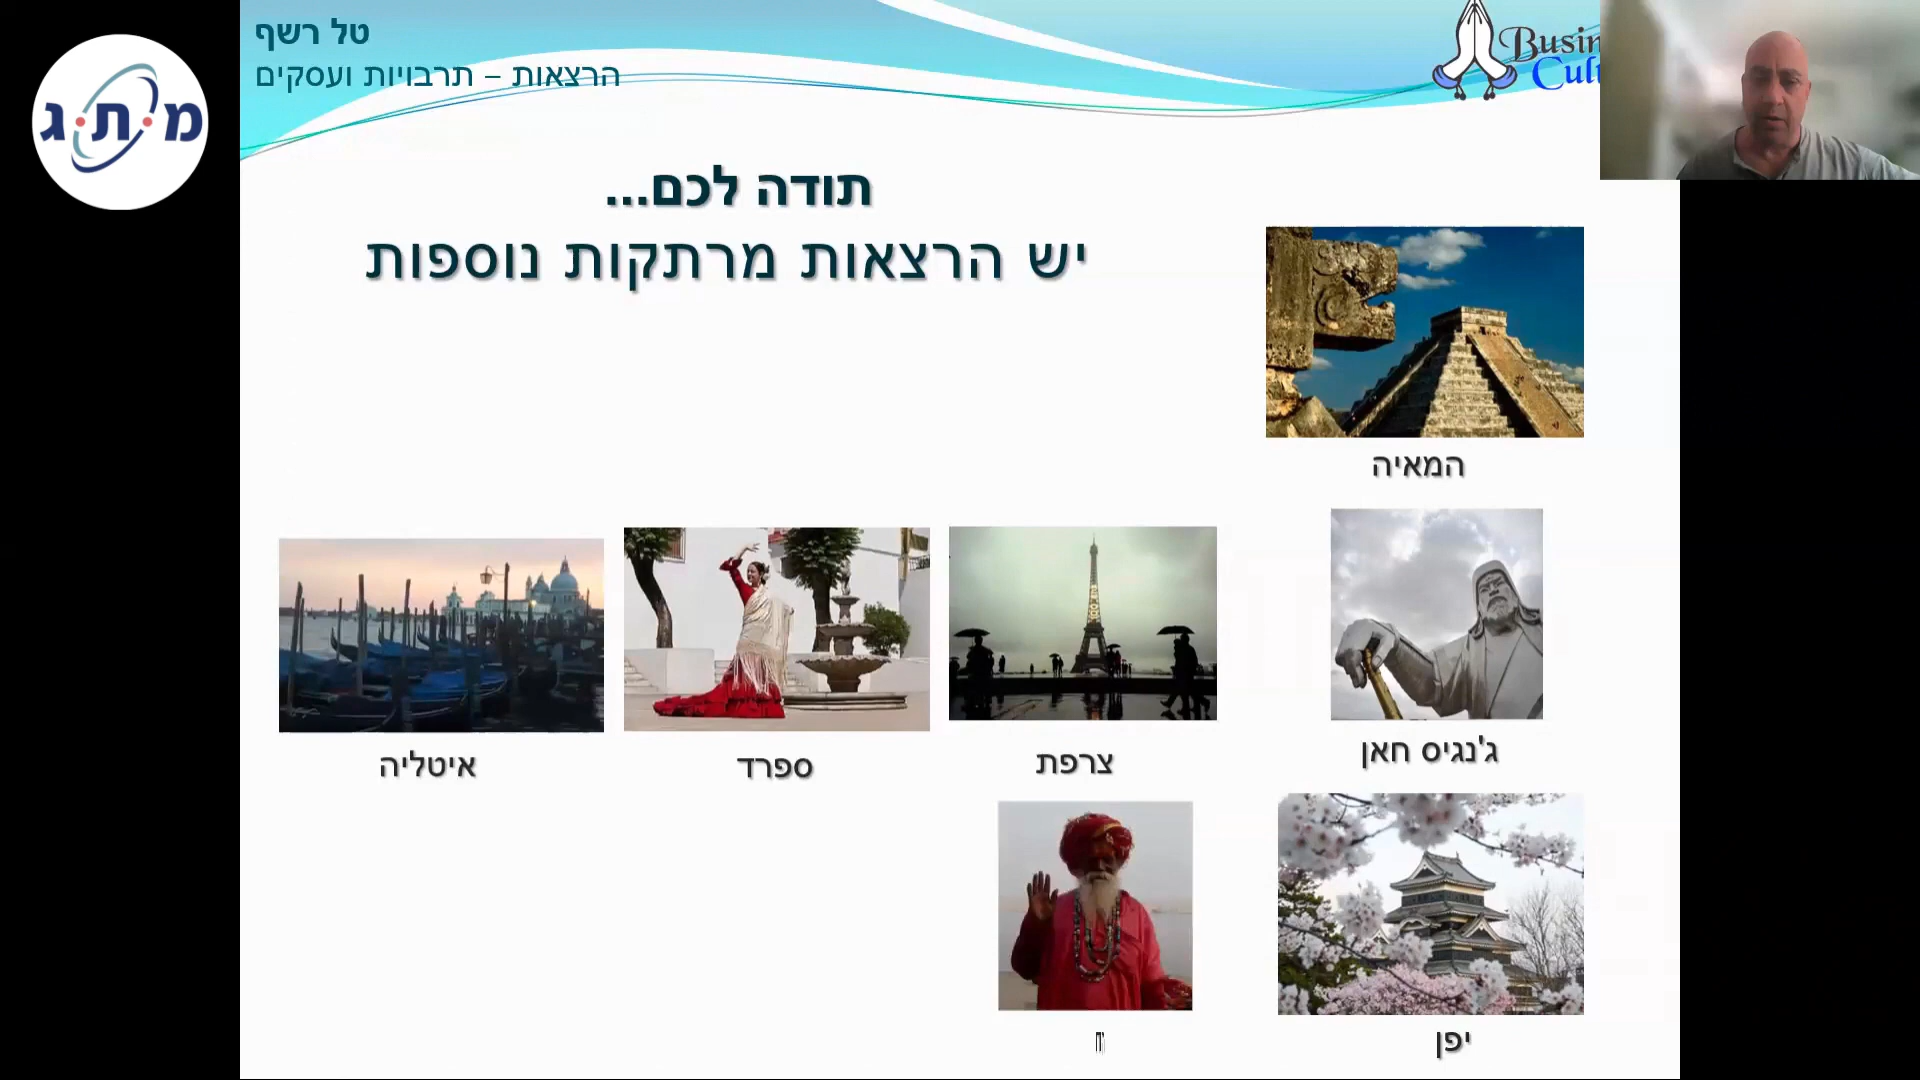 טל רשף
הרצאות – תרבויות ועסקים
מ.ת.ג
תודה לכם...
יש הרצאות מרתקות נוספות
המאיה
ג'נגיס חאן
צרפת
ספרד
איטליה
יפן